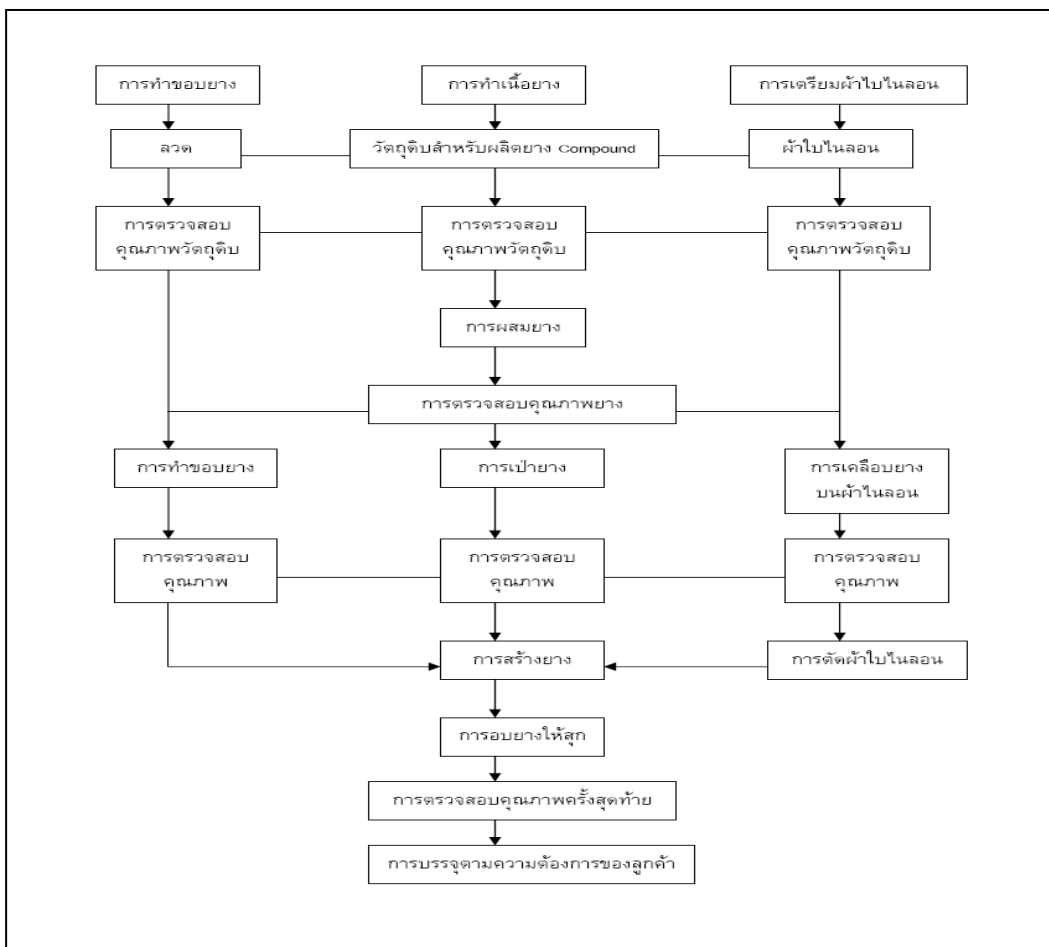 การทำขอบยาง
การทำเนื้อยาง
การเตรียมผ้าใบไนลอน
ลวด
วัตถุดิบสำหรับผลิตยาง Compound
ผ้าใบไนลอน
การตรวจสอบ
คุณภาพวัตถุดิบ
การตรวจสอบ
คุณภาพวัตถุดิบ
การตรวจสอบ
คุณภาพวัตถุดิบ
การผสมยาง
การตรวจสอบคุณภาพยาง
การทำขอบยาง
การเป่ายาง
การเคลือบยาง
บนผ้าไนลอน
การตรวจสอบ
คุณภาพ
การตรวจสอบ
คุณภาพ
การตรวจสอบ
คุณภาพ
การสร้างยาง
การตัดผ้าใบไนลอน
การอบยางให้สุก
การตรวจสอบคุณภาพครั้งสุดท้าย
การบรรจุตามความต้องการของลูกค้า